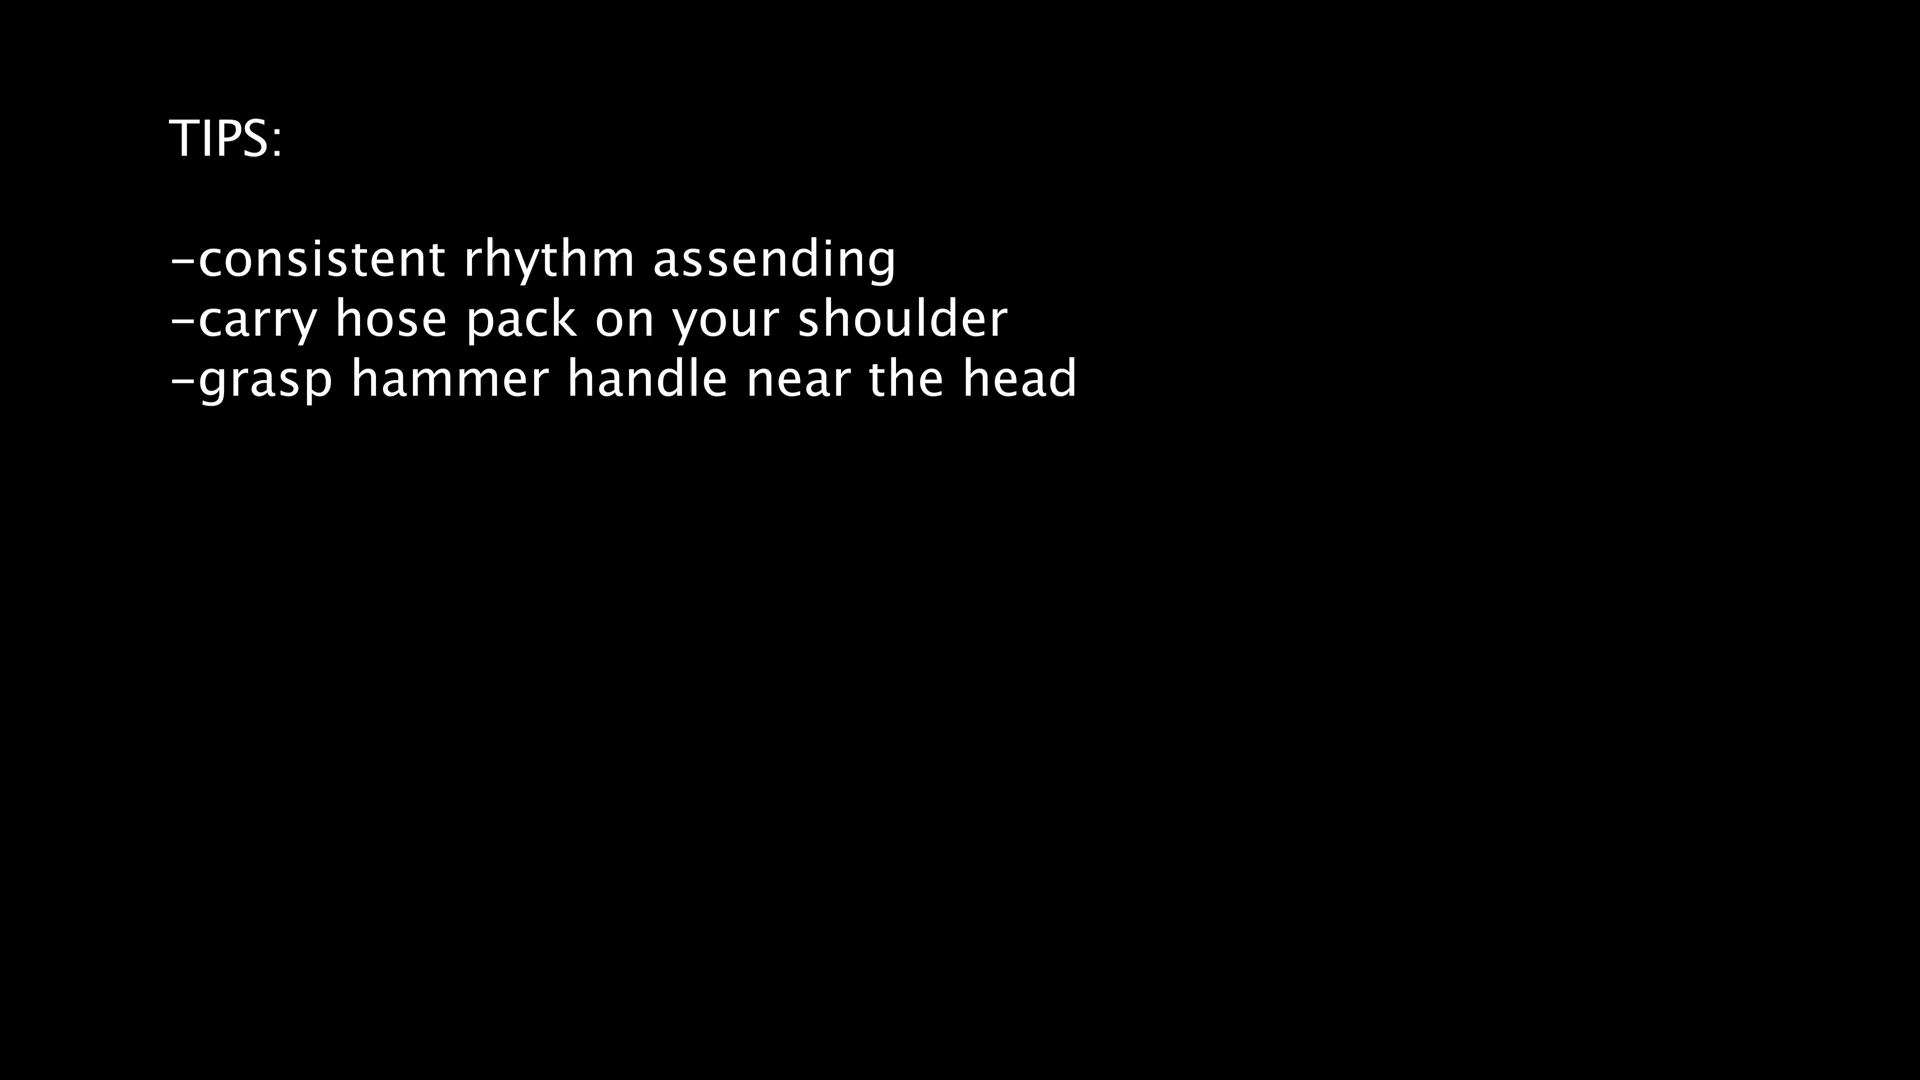 TIPS:
-consistent rhythm assending
-carry hose pack on your shoulder
-grasp hammer handle near the head